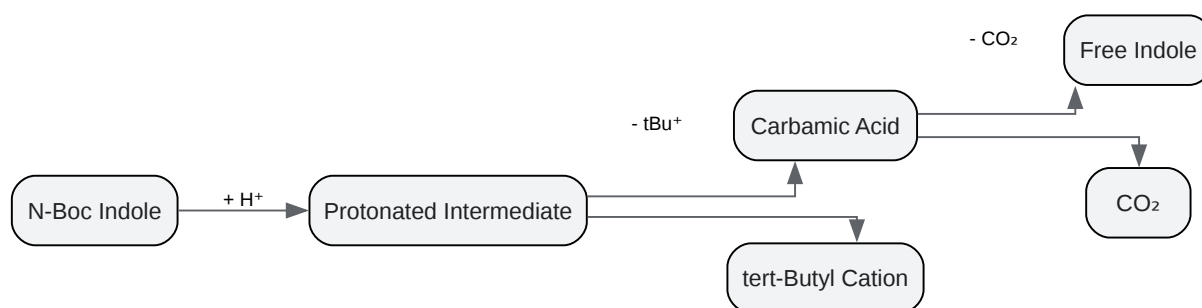 - CO₂
Free Indole
- tBu⁺
Carbamic Acid
N-Boc Indole
+ H⁺
Protonated Intermediate
CO₂
tert-Butyl Cation